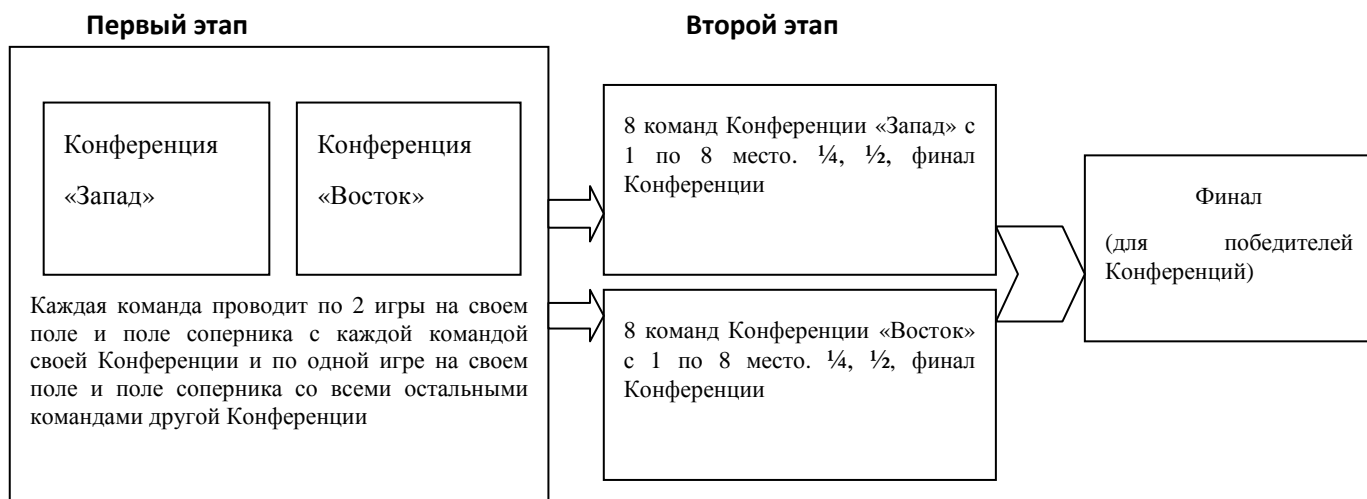 Первый этап
Второй этап
Конференция
«Запад»
Конференция
«Восток»
Каждая команда проводит по 2 игры на своем
поле и поле соперника с каждой командой
своей Конференции и по одной игре на своем
поле и поле соперника со всеми остальными
командами другой Конференции
8 команд Конференции «Запад» с
1 по 8 место. ¼, ½, финал
Конференции
8 команд Конференции «Восток»
с 1 по 8 место. ¼, ½, финал
Конференции
Финал
(для победителей
Конференций)